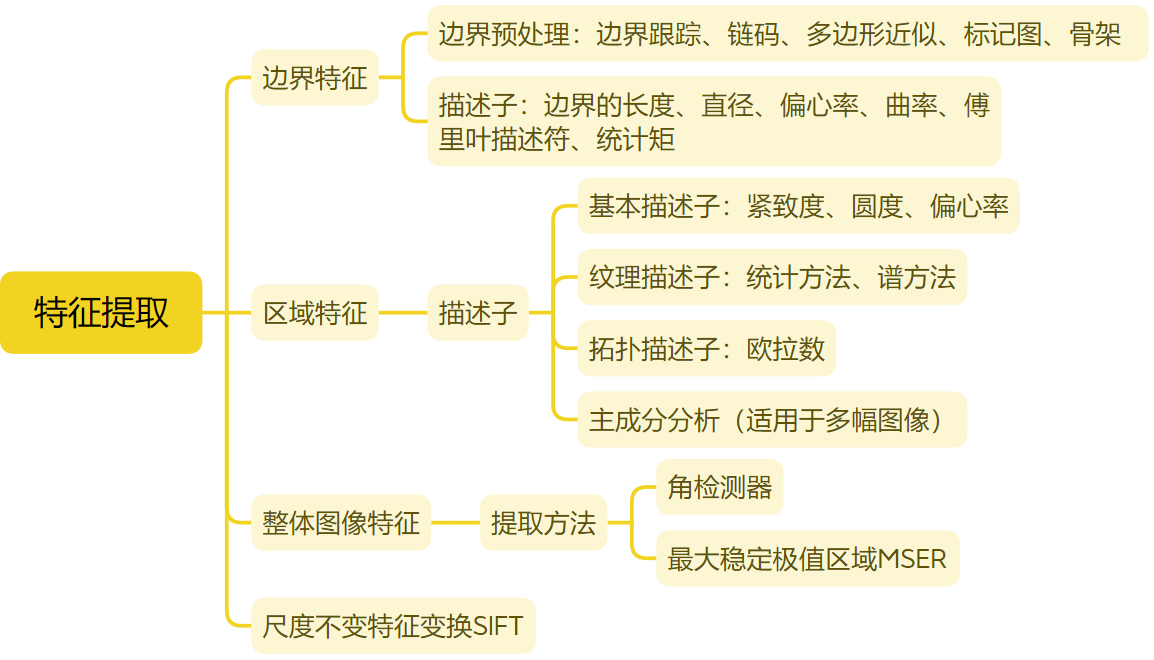 特征提取
边界特征
边界预处理：边界跟踪、链码、多边形近似、标记图、骨架
描述子：边界的长度、直径、偏心率、曲率、傅
里叶描述符、统计矩
区域特征
描述子
基本描述子：紧致度、圆度、偏心率
纹理描述子：统计方法、谱方法
拓扑描述子：欧拉数
主成分分析（适用于多幅图像）
整体图像特征
提取方法
角检测器
最大稳定极值区域MSER
尺度不变特征变换SIFT